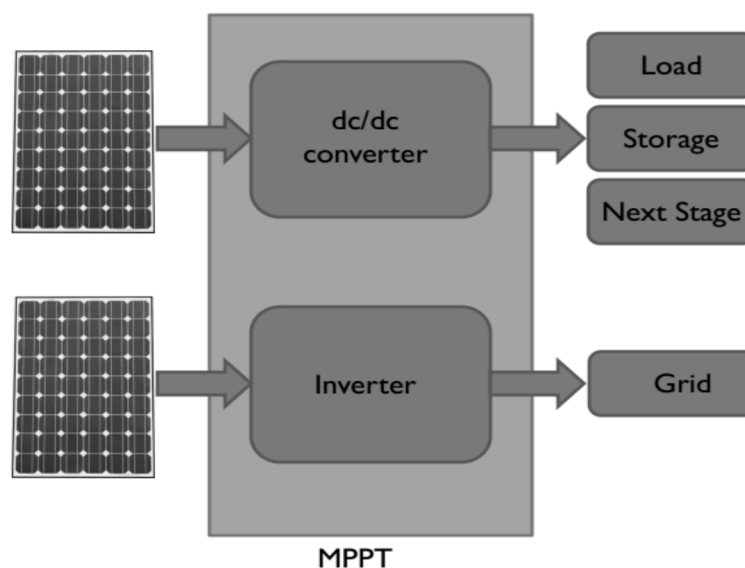 dc/dc
converter
Load
Storage
Next Stage
Inverter
Grid
MPPT